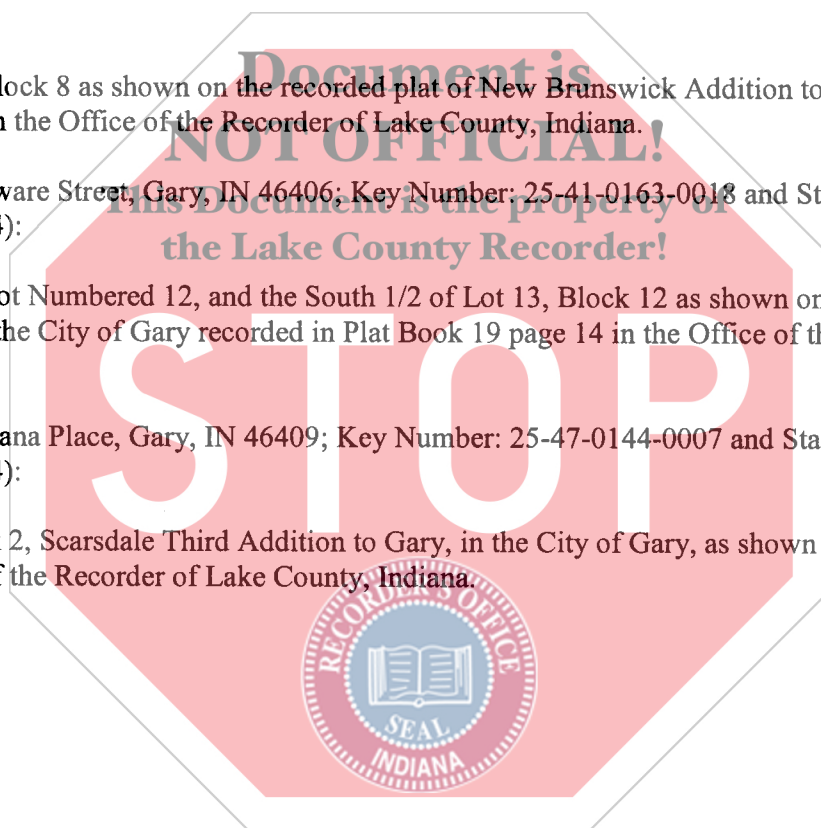 Document is
lock 8 as shown on the recorded plat of New Brunswick Addition to
n the Office of the Recorder of Lake County, Indiana.
NOT OFFICIAL!
ware Street, Gary, IN 46406; Key Number: 25-41-0163-0018 and St
This Document is the property of
4):
the Lake County Recorder!
ot Numbered 12, and the South 1/2 of Lot 13, Block 12 as shown on
the City of Gary recorded in Plat Book 19 page 14 in the Office of th
STOP
ana Place, Gary, IN 46409; Key Number: 25-47-0144-0007 and Sta
4):
2, Scarsdale Third Addition to Gary, in the City of Gary, as shown
f the Recorder of Lake County, Indiana.
RECORDER'S OFFICE
SEAL
INDIANA